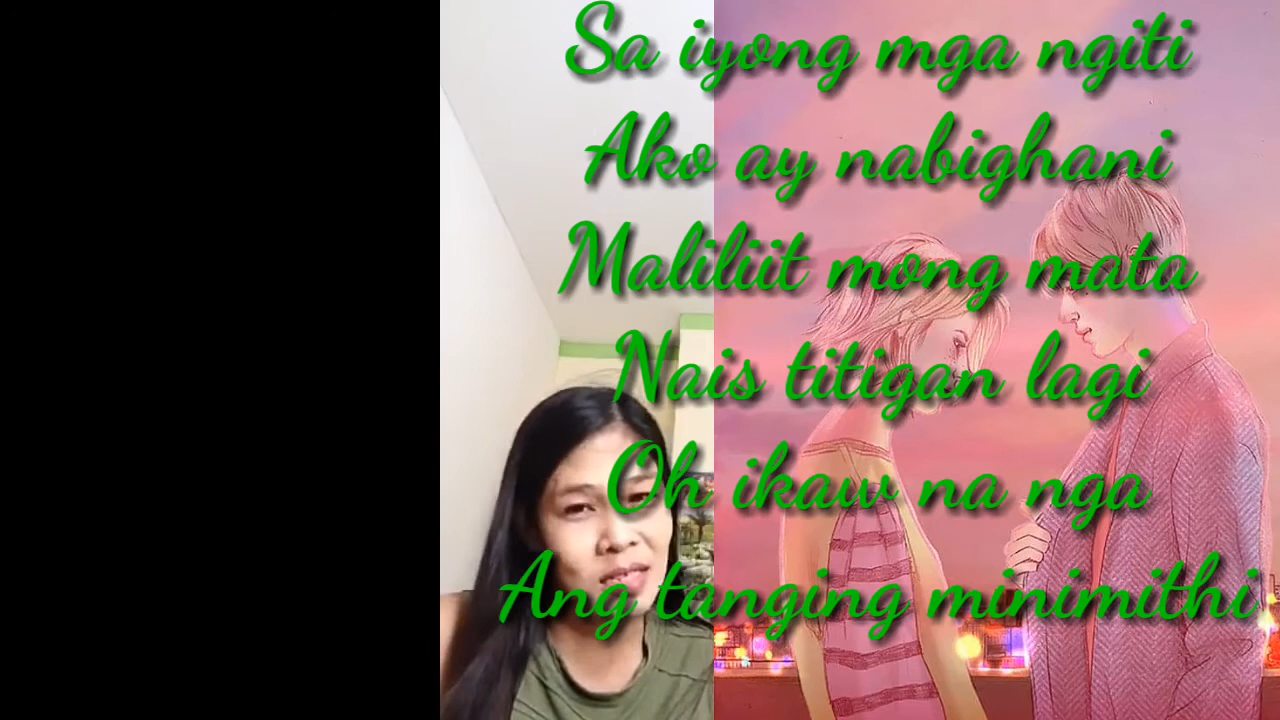 Sa iyong mga ngiti
Ako ay nabighani
Maliliit mong mata
Nais titigan lagi
Oh ikaw na nga
Ang tanging minimithi